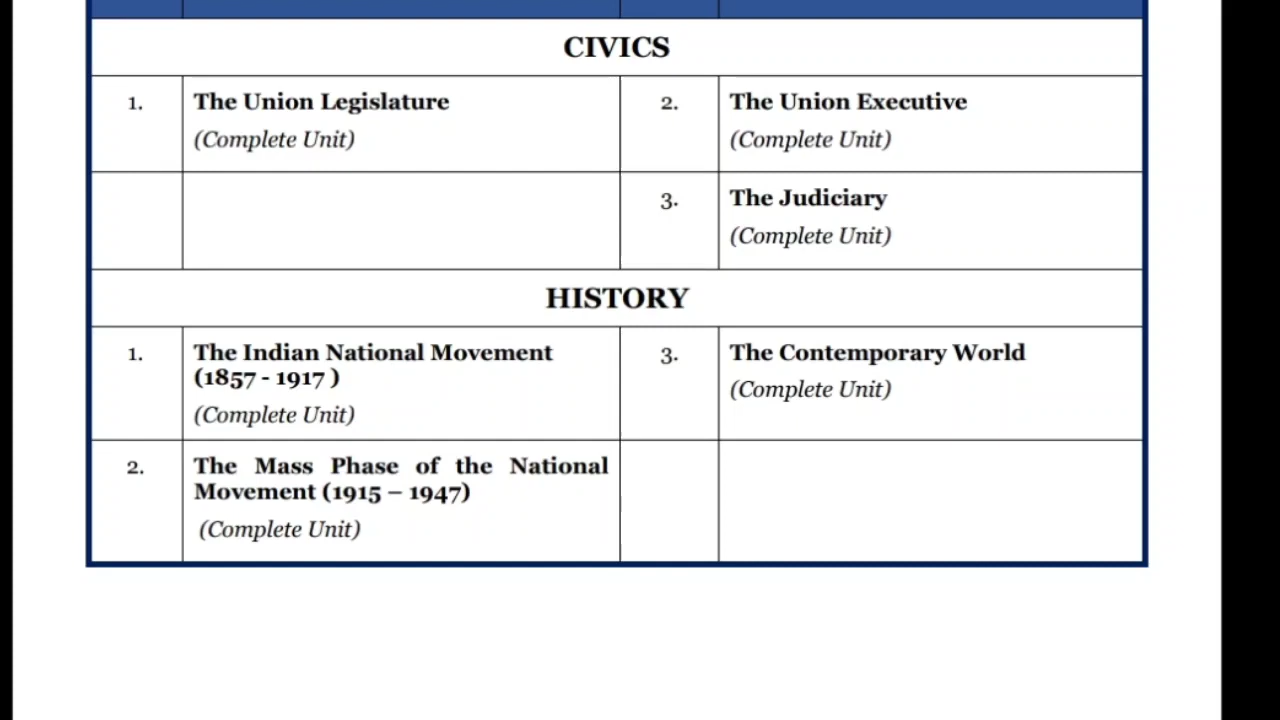 CIVICS
1. The Union Legislature 2. The Union Executive
(Complete Unit) (Complete Unit)
3. The Judiciary
(Complete Unit)
HISTORY
1. The Indian National Movement 3. The Contemporary World
(1857 - 1917 )
(Complete Unit) (Complete Unit)
2. The Mass Phase of the National
Movement (1915 – 1947)
(Complete Unit)